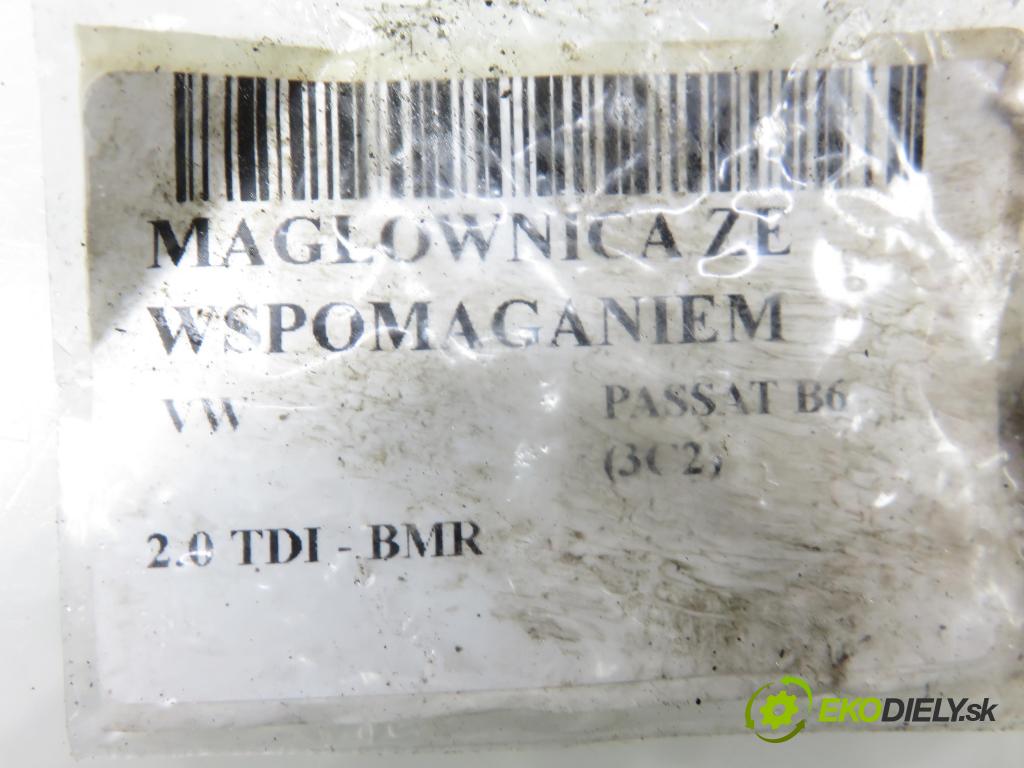 MAGLOWNICA ZE
WSPOMAGANIEM
VW PASSAT B6
(3C2)
2.0 TDI - BMR
EKODIELY.sk